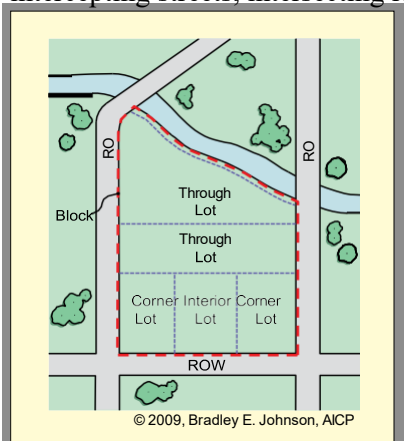 RO
RO
Through
Lot
Block
Through
Lot
Corner Interior Corner
Lot Lot Lot
ROW
© 2009, Bradley E. Johnson, AICP